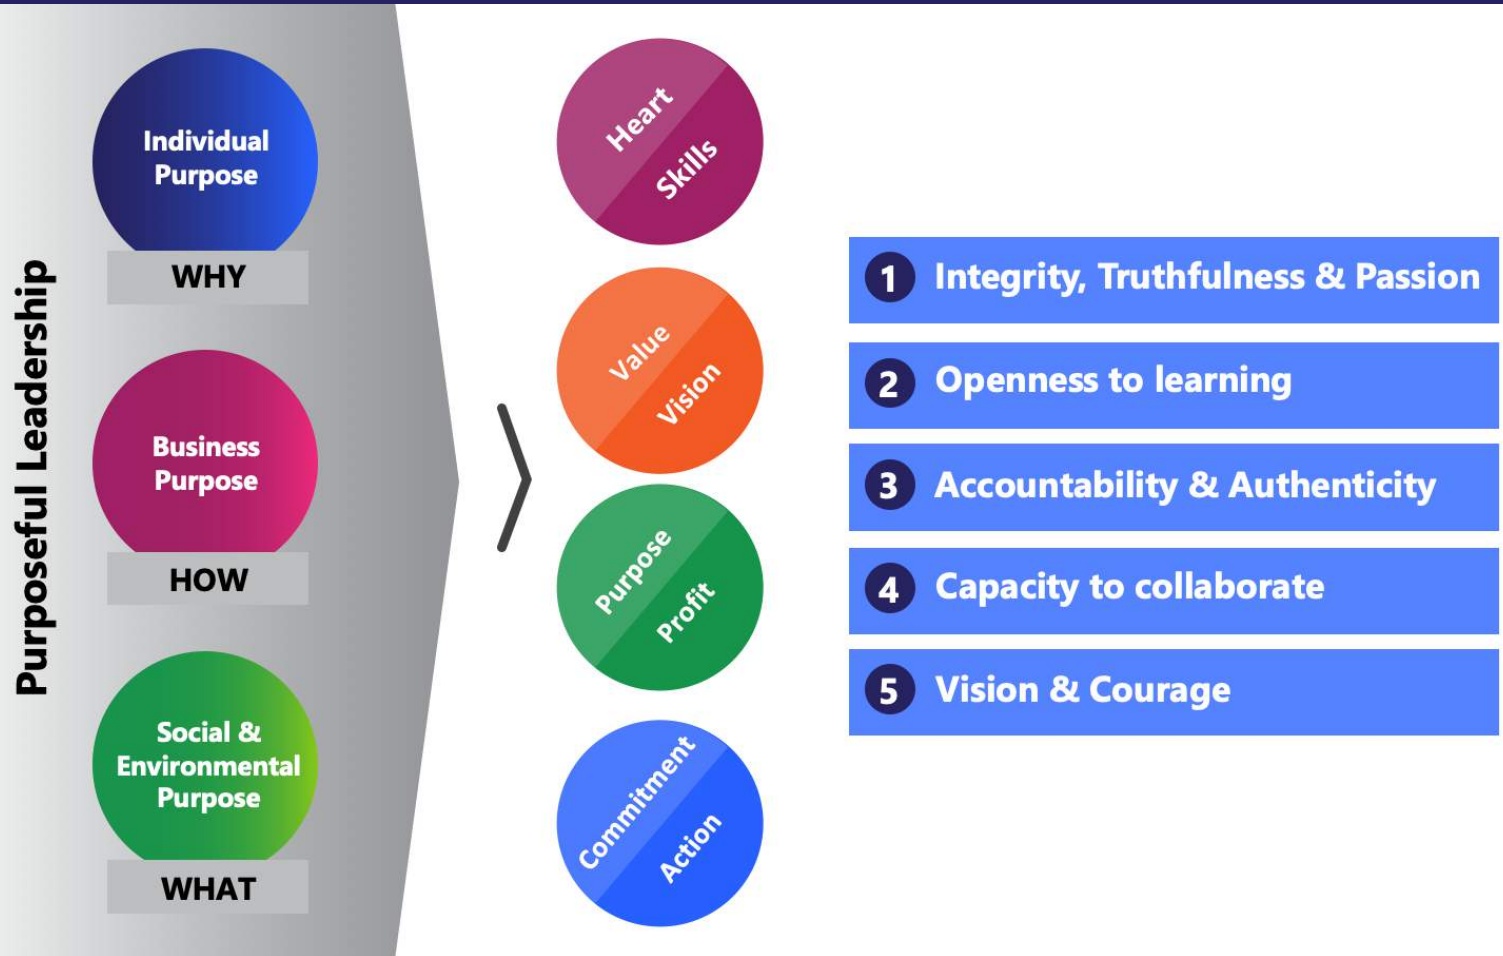 Purposeful Leadership
Individual
Purpose
WHY
Business
Purpose
HOW
Social &
Environmental
Purpose
WHAT
Heart
Skills
Value
Vision
Purpose
Profit
Commitment
Action
1 Integrity, Truthfulness & Passion
2 Openness to learning
3 Accountability & Authenticity
4 Capacity to collaborate
5 Vision & Courage